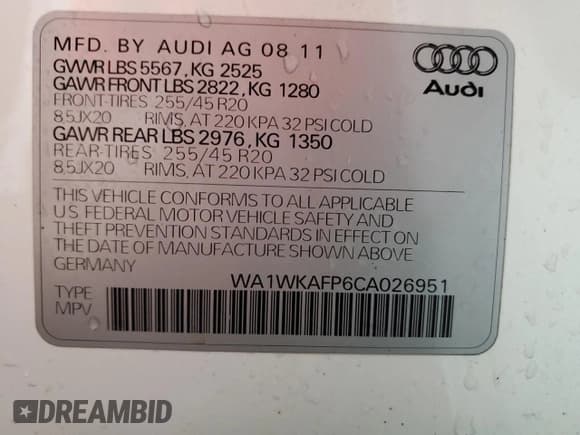 MFD. BY AUDI AG 08 11
GVWR LBS 5567, KG 2525
GAWR FRONT LBS 2822, KG 1280
FRONT-TIRES 255/45 R20
8,5JX20 RIMS, AT 220 KPA 32 PSI COLD
GAWR REAR LBS 2976, KG 1350
REAR-TIRES 255/45 R20
8,5JX20 RIMS, AT 220 KPA 32 PSI COLD
Audi
THIS VEHICLE CONFORMS TO ALL APPLICABLE
U S FEDERAL MOTOR VEHICLE SAFETY AND
THEFT PREVENTION STANDARDS IN EFFECT ON
THE DATE OF MANUFACTURE SHOWN ABOVE
GERMANY WA1WKAFP6CA026951
TYPE
MPV
DREAMBID